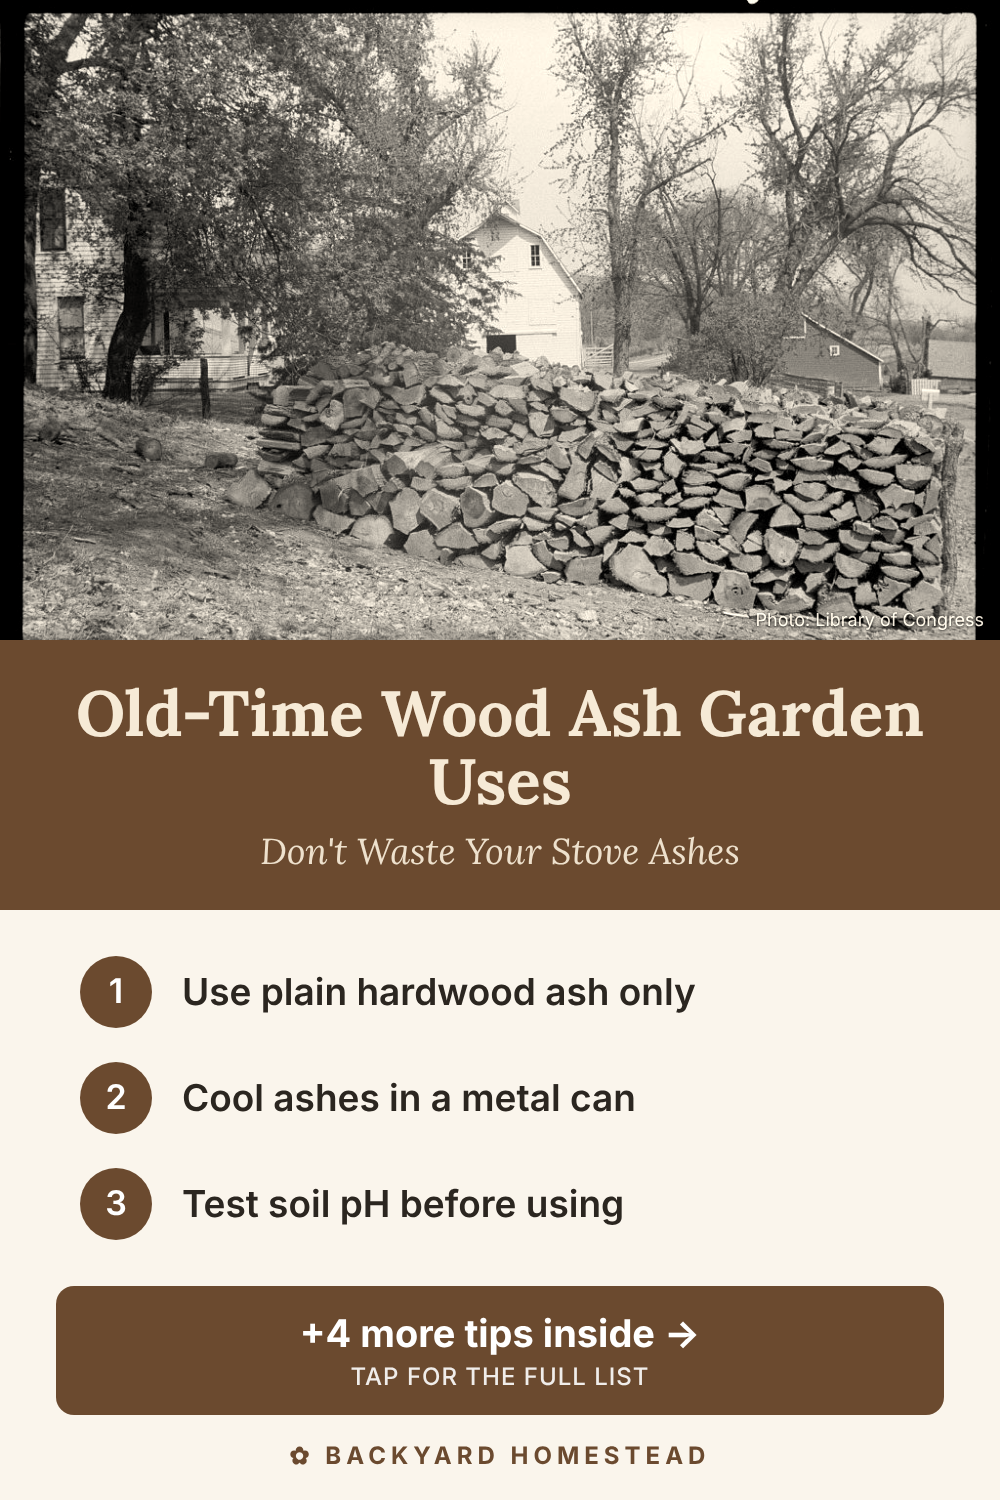 Photo: Library of Congress
Old-Time Wood Ash Garden
Uses
Don't Waste Your Stove Ashes
1 Use plain hardwood ash only
2 Cool ashes in a metal can
3 Test soil pH before using
+4 more tips inside →
TAP FOR THE FULL LIST
✿ BACKYARD HOMESTEAD